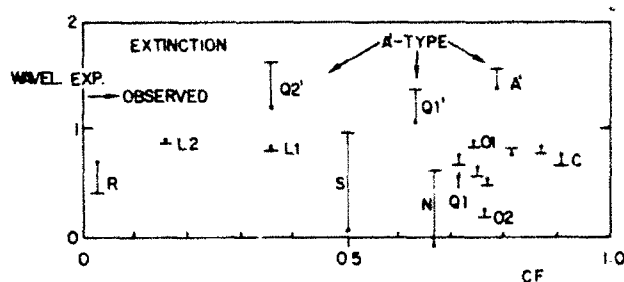 2
EXTINCTION
A'-TYPE
WAVEL. EXP.
Q2'
Q1'
A'
OBSERVED
1
L2
L1
O1
C
R
S
N
Q1
O2
0
0
0.5
1.0
CF